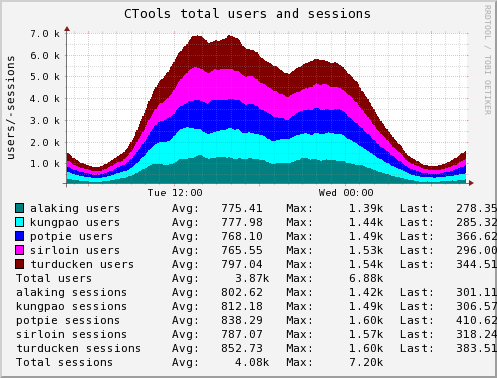 CTools total users and sessions
RRDTOOL / TOBI OETIKER
users/-sessions
7.0 k
6.0 k
5.0 k
4.0 k
3.0 k
2.0 k
1.0 k
Tue 12:00 Wed 00:00
alaking users Avg: 775.41 Max: 1.39k Last: 278.35
kungpao users Avg: 777.98 Max: 1.44k Last: 285.32
potpie users Avg: 768.10 Max: 1.49k Last: 366.62
sirloin users Avg: 765.55 Max: 1.53k Last: 296.00
turducken users Avg: 797.04 Max: 1.54k Last: 344.51
Total users Avg: 3.87k Max: 6.88k
alaking sessions Avg: 802.62 Max: 1.42k Last: 301.11
kungpao sessions Avg: 812.18 Max: 1.49k Last: 306.57
potpie sessions Avg: 838.29 Max: 1.60k Last: 410.62
sirloin sessions Avg: 787.07 Max: 1.57k Last: 318.24
turducken sessions Avg: 852.73 Max: 1.60k Last: 383.51
Total sessions Avg: 4.08k Max: 7.20k